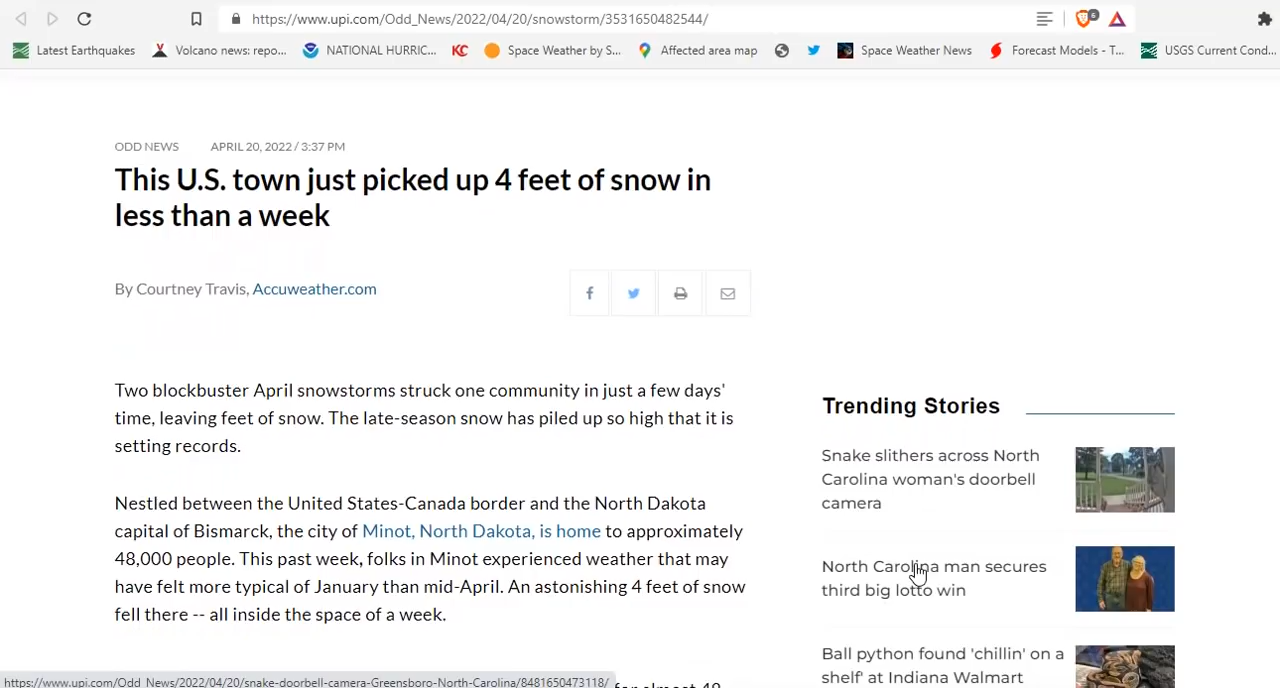 https://www.upi.com/Odd_News/2022/04/20/snowstorm/3531650482544/
6
Latest Earthquakes
Volcano news: repo...
NATIONAL HURRIC...
KC
Space Weather by S...
Affected area map
Space Weather News
Forecast Models - T...
USGS Current Cond...
ODD NEWS
APRIL 20, 2022 / 3:37 PM
This U.S. town just picked up 4 feet of snow in
less than a week
By Courtney Travis, Accuweather.com
Two blockbuster April snowstorms struck one community in just a few days'
time, leaving feet of snow. The late-season snow has piled up so high that it is
setting records.
Nestled between the United States-Canada border and the North Dakota
capital of Bismarck, the city of Minot, North Dakota, is home to approximately
48,000 people. This past week, folks in Minot experienced weather that may
have felt more typical of January than mid-April. An astonishing 4 feet of snow
fell there -- all inside the space of a week.
Trending Stories
Snake slithers across North
Carolina woman's doorbell
camera
North Carolina man secures
third big lotto win
Ball python found 'chillin' on a
shelf' at Indiana Walmart
https://www.upi.com/Odd_News/2022/04/20/snake-doorbell-camera-Greensboro-North-Carolina/8481650473118/